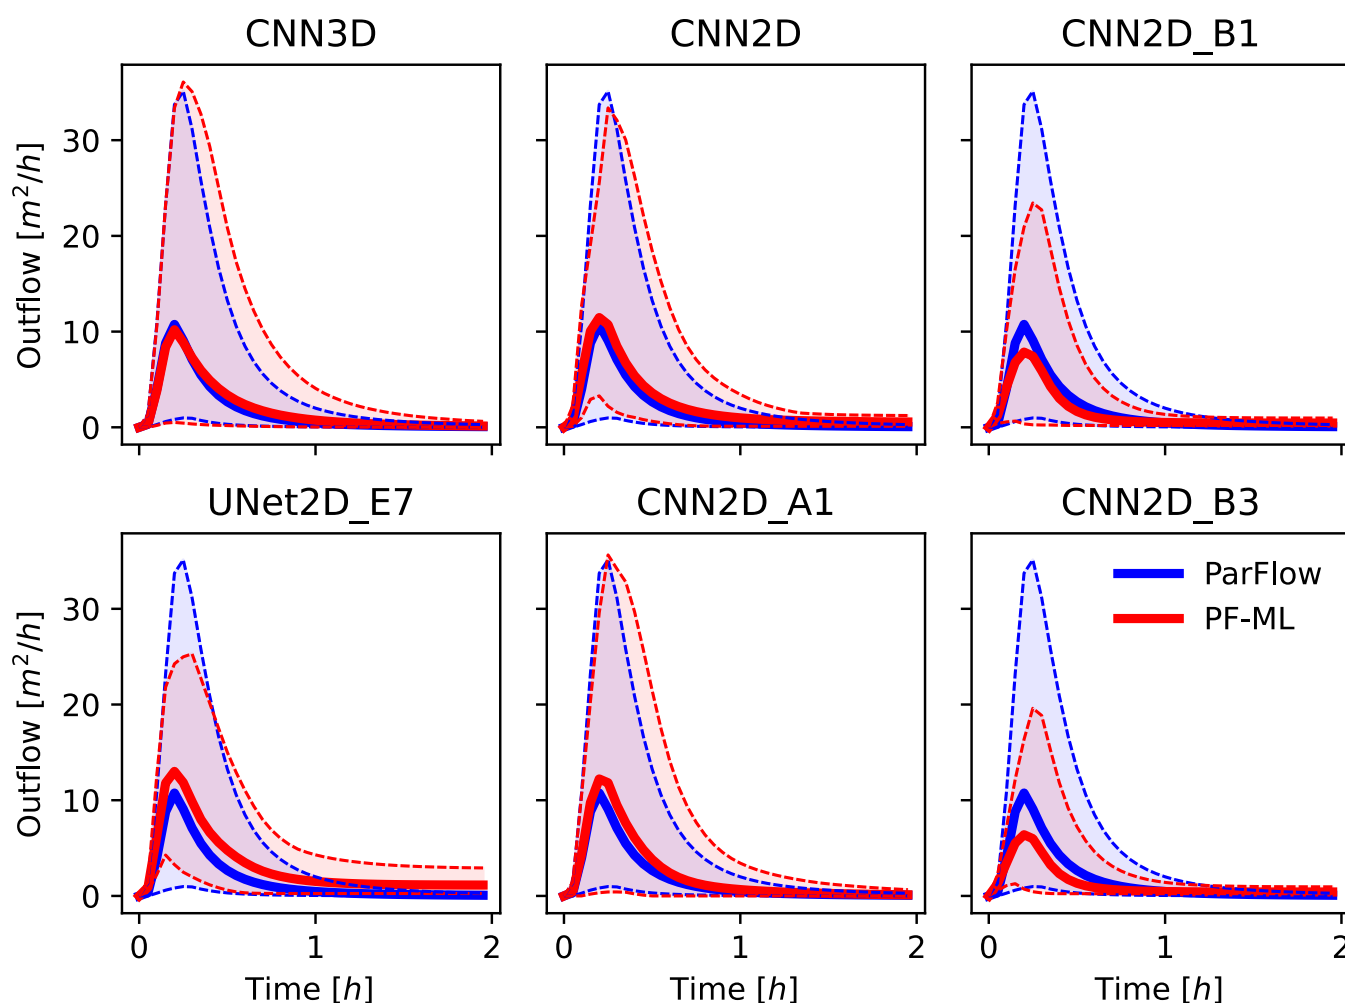 CNN3D
CNN2D
CNN2D_B1
Outflow [m²/h]
30
20
10
0
UNet2D_E7
CNN2D_A1
CNN2D_B3
Outflow [m²/h]
30
20
10
0
ParFlow
PF-ML
0
1
2
0
1
2
0
1
2
Time [h]
Time [h]
Time [h]